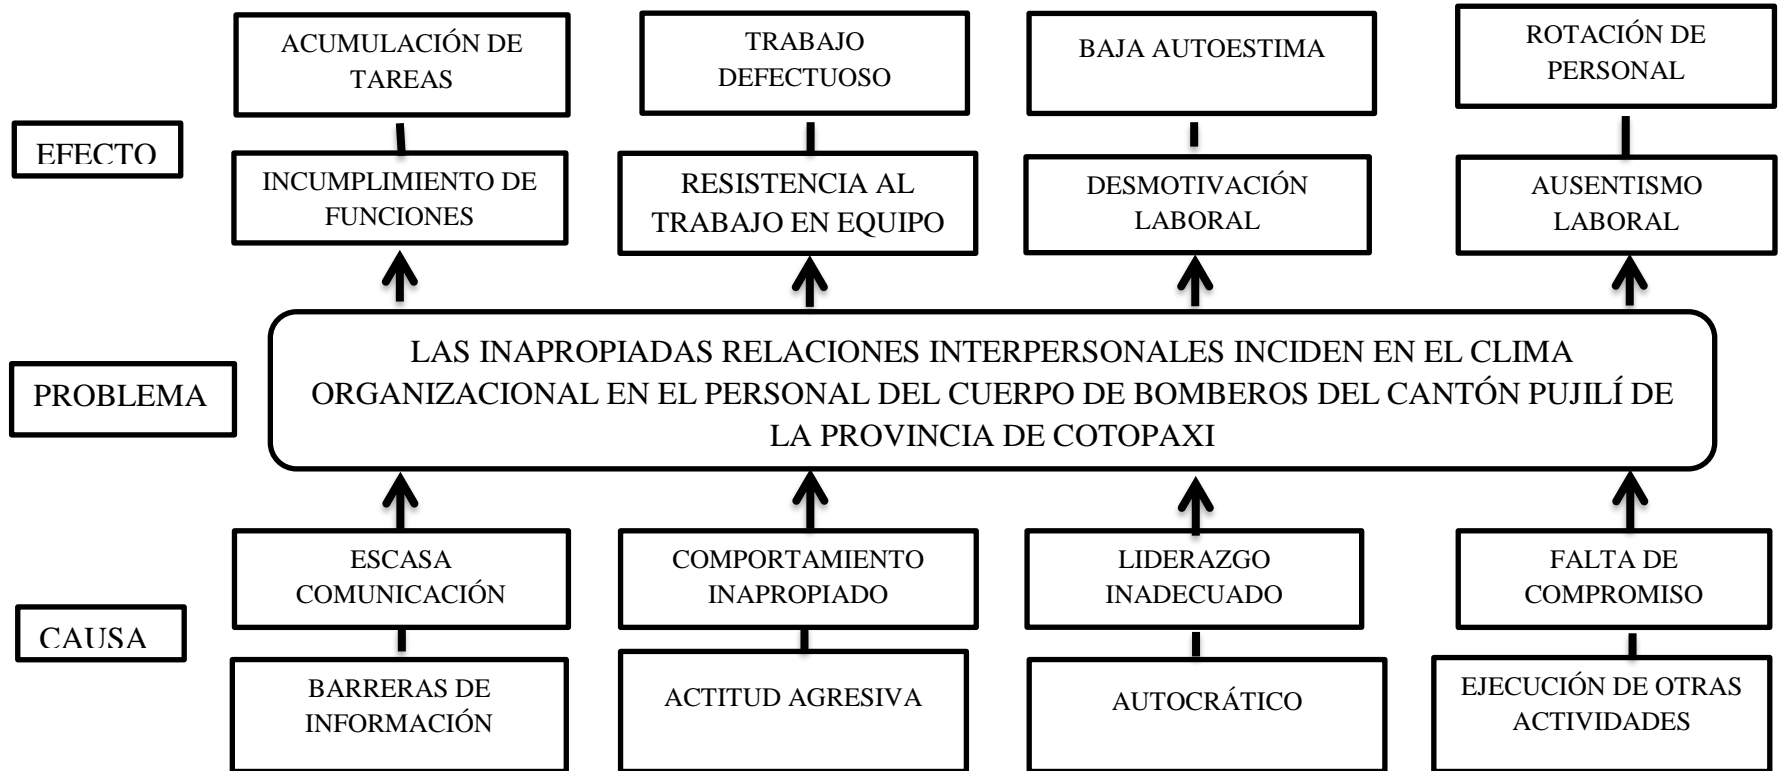 ACUMULACIÓN DE
TAREAS
TRABAJO
DEFECTUOSO
BAJA AUTOESTIMA
ROTACIÓN DE
PERSONAL
EFECTO
INCUMPLIMIENTO DE
FUNCIONES
RESISTENCIA AL
TRABAJO EN EQUIPO
DESMOTIVACIÓN
LABORAL
AUSENTISMO
LABORAL
PROBLEMA
LAS INAPROPIADAS RELACIONES INTERPERSONALES INCIDEN EN EL CLIMA
ORGANIZACIONAL EN EL PERSONAL DEL CUERPO DE BOMBEROS DEL CANTÓN PUJILÍ DE
LA PROVINCIA DE COTOPAXI
ESCASA
COMUNICACIÓN
COMPORTAMIENTO
INAPROPIADO
LIDERAZGO
INADECUADO
FALTA DE
COMPROMISO
CAUSA
BARRERAS DE
INFORMACIÓN
ACTITUD AGRESIVA
AUTOCRÁTICO
EJECUCIÓN DE OTRAS
ACTIVIDADES